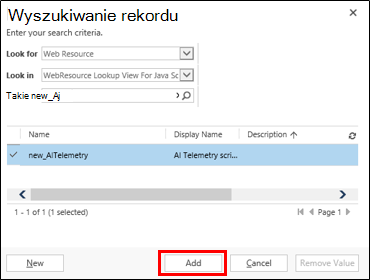 Wyszukiwanie rekordu
Enter your search criteria.
Look for Web Resource
Look in WebResource Lookup View For Java Sc
Takie new_Aj
Name Display Name Description
new_AITelemetry AI Telemetry scri...
1 - 1 of 1 (1 selected) Page 1
New Add Cancel Remove Value